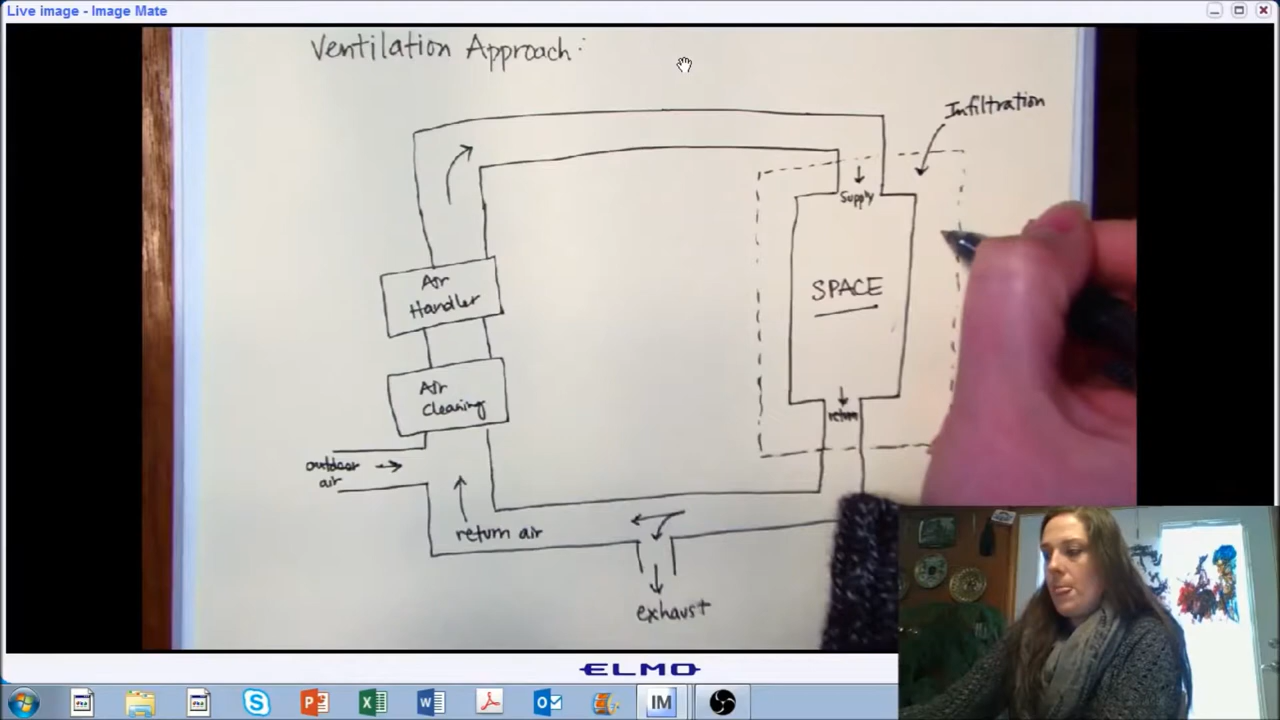 Live image - Image Mate
Ventilation Approach:
Infiltration
Supply
SPACE
Air
Handler
Air
Cleaning
return
outdoor
air
return air
exhaust
ELMO
IM